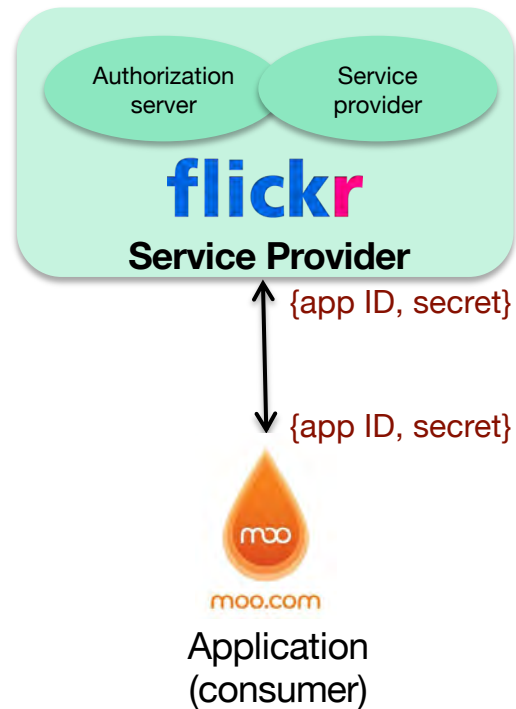 Authorization
server
Service
provider
flickr
Service Provider
{app ID, secret}
{app ID, secret}
moo
moo.com
Application
(consumer)